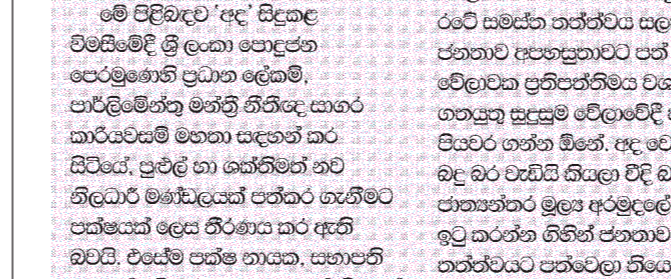 මේ පිළිබඳව 'අද' සිදුකළ
විමසීමේදී ශ්‍රී ලංකා පොදුජන
පෙරමුණෙහි ප්‍රධාන ලේකම්,
පාර්ලිමේන්තු මන්ත්‍රී නීතිඥ සාගර
කාරියවසම් මහතා සඳහන් කර
සිටියේ, පුළුල් හා ශක්තිමත් නව
නිලධාරී මණ්ඩලයක් පත්කර ගැනීමට
පක්ෂයක් ලෙස තීරණය කර ඇති
බවයි. එසේම පක්ෂ නායක, සභාපති
රටේ සමස්ත තත්ත්වය සල
ජනතාව අපහසුතාවට පත්
වේලාවක ප්‍රතිපත්තිමය වශ
ගතයුතු සුදුසුම වේලාවේදී
පියවර ගන්න ඕනේ. අද වෙ
බදු බර වැඩියි කියලා වීදි බ
ජාත්‍යන්තර මූල්‍ය අරමුදලේ
ඉටු කරන්න ගිහින් ජනතාව
තත්ත්වයට පත්වෙලා තියෙ